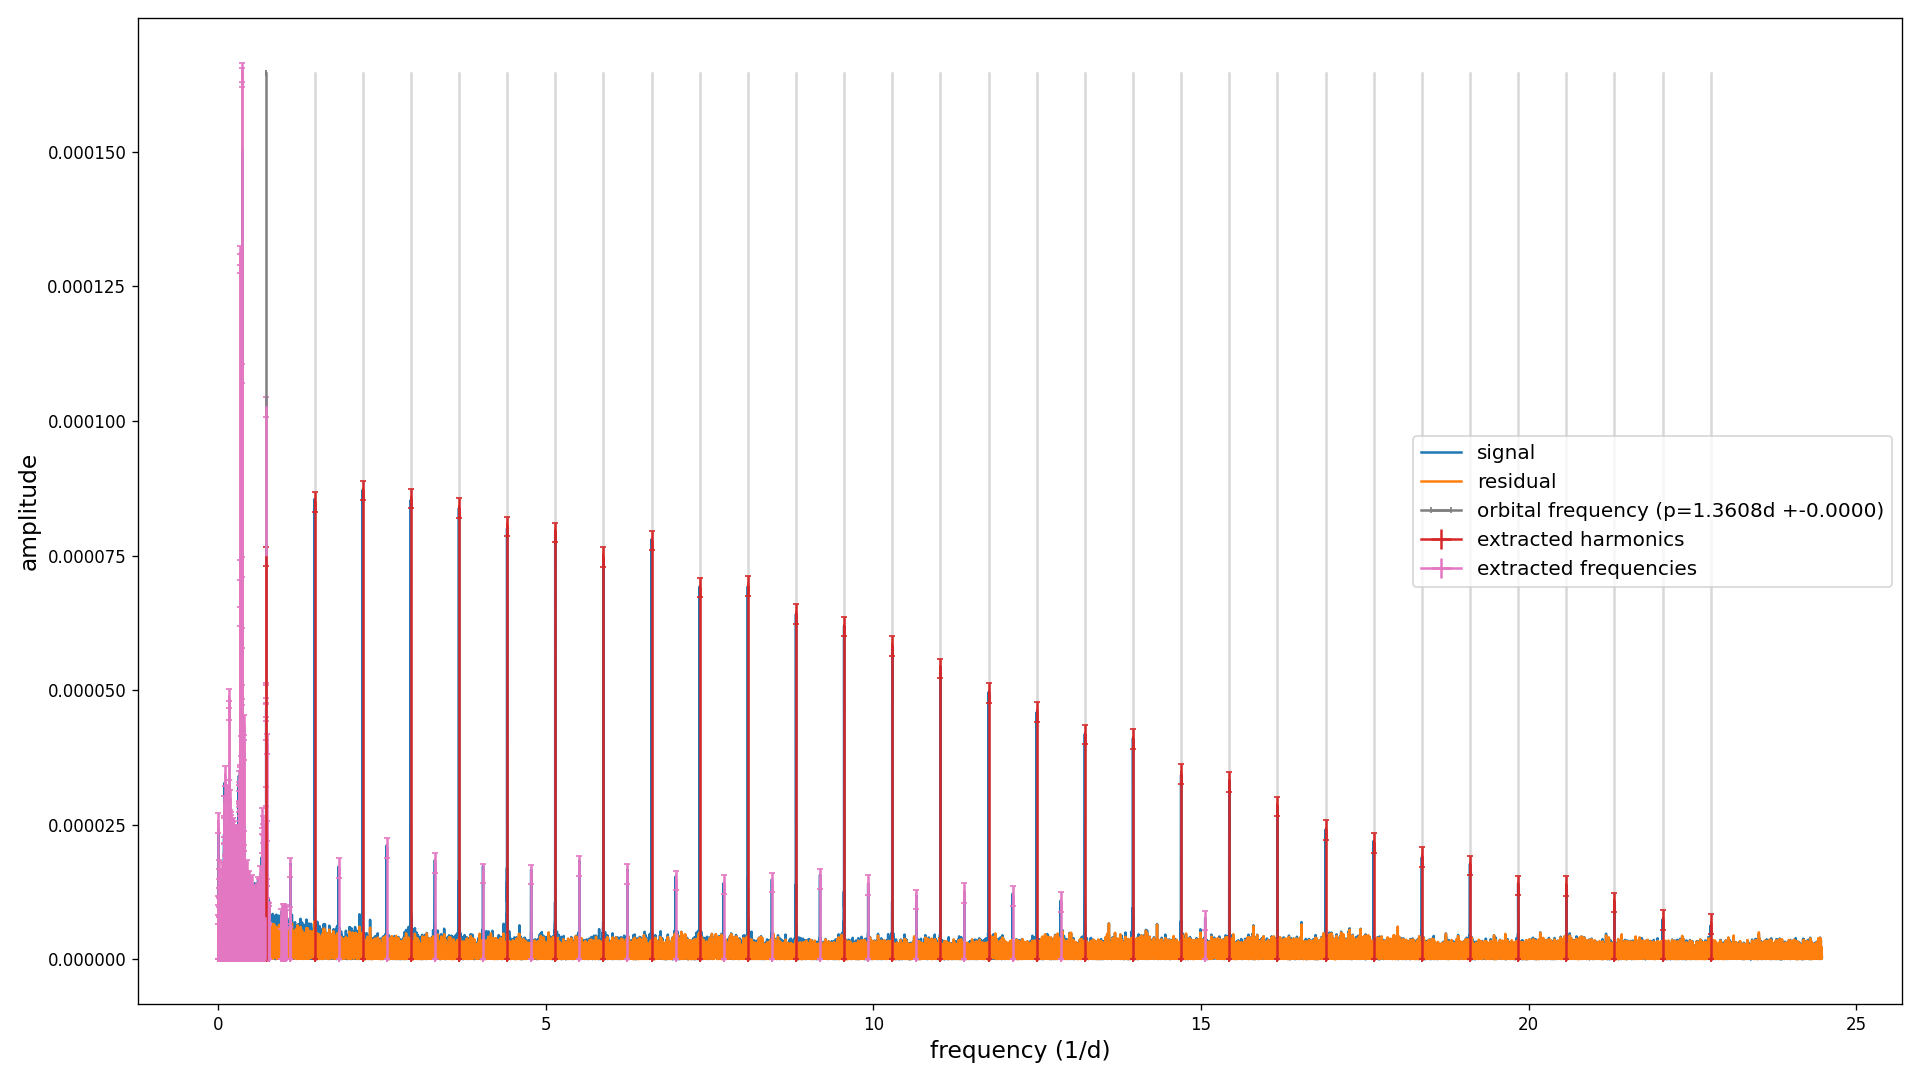 0.000150
0.000125
0.000100
0.000075
0.000050
0.000025
0.000000
amplitude
signal
residual
orbital frequency (p=1.3608d +-0.0000)
extracted harmonics
extracted frequencies
0 5 10 15 20 25
frequency (1/d)